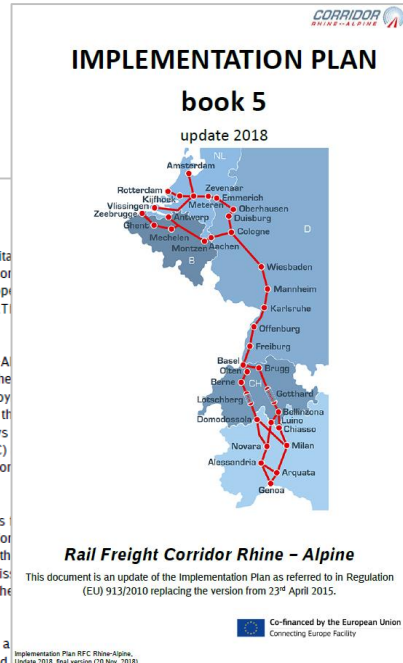 CORRIDOR
RHINE-ALPINE
IMPLEMENTATION PLAN
book 5
update 2018
NL
Amsterdam
Rotterdam
Zevenaar
Kijfhoek
Emmerich
Vlissingen
Meteren
Oberhausen
Zeebrugge
Antwerp
Duisburg
Ghent
Cologne
D
Mechelen
Aachen
Montzen
B
Wiesbaden
Mannheim
Karlsruhe
Offenburg
Freiburg
Basel
Olten
Brugg
Berne
CH
Gotthard
Lötschberg
Bellinzona
Domodossola
Luino
Chiasso
Novara
Milan
Alessandria
Arquata
Genoa
Rail Freight Corridor Rhine – Alpine
This document is an update of the Implementation Plan as referred to in Regulation
(EU) 913/2010 replacing the version from 23rd April 2015.
Co-financed by the European Union
Connecting Europe Facility
Implementation Plan RFC Rhine-Alpine,
Update 2018, final version (20 Nov. 2018)